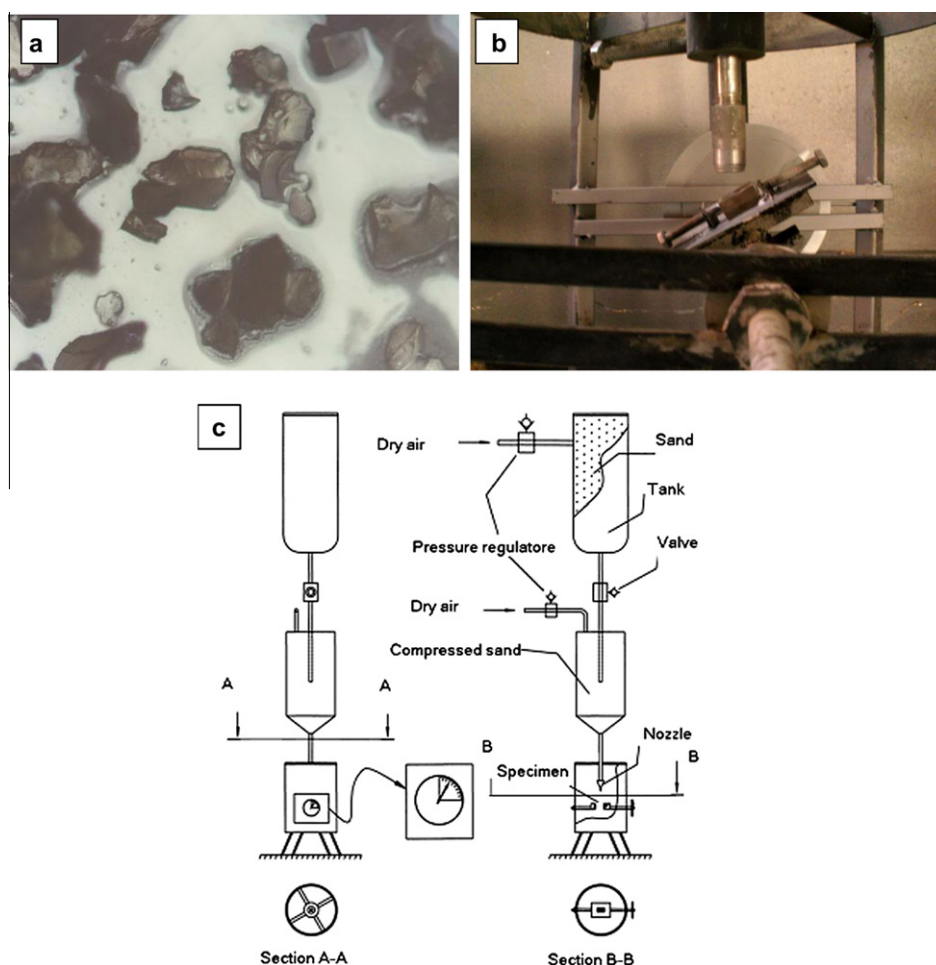 a
b
c
Dry air
Sand
Tank
Pressure regulatore
Valve
Dry air
Compressed sand
A
A
Nozzle
B
B
Specimen
Section A-A
Section B-B